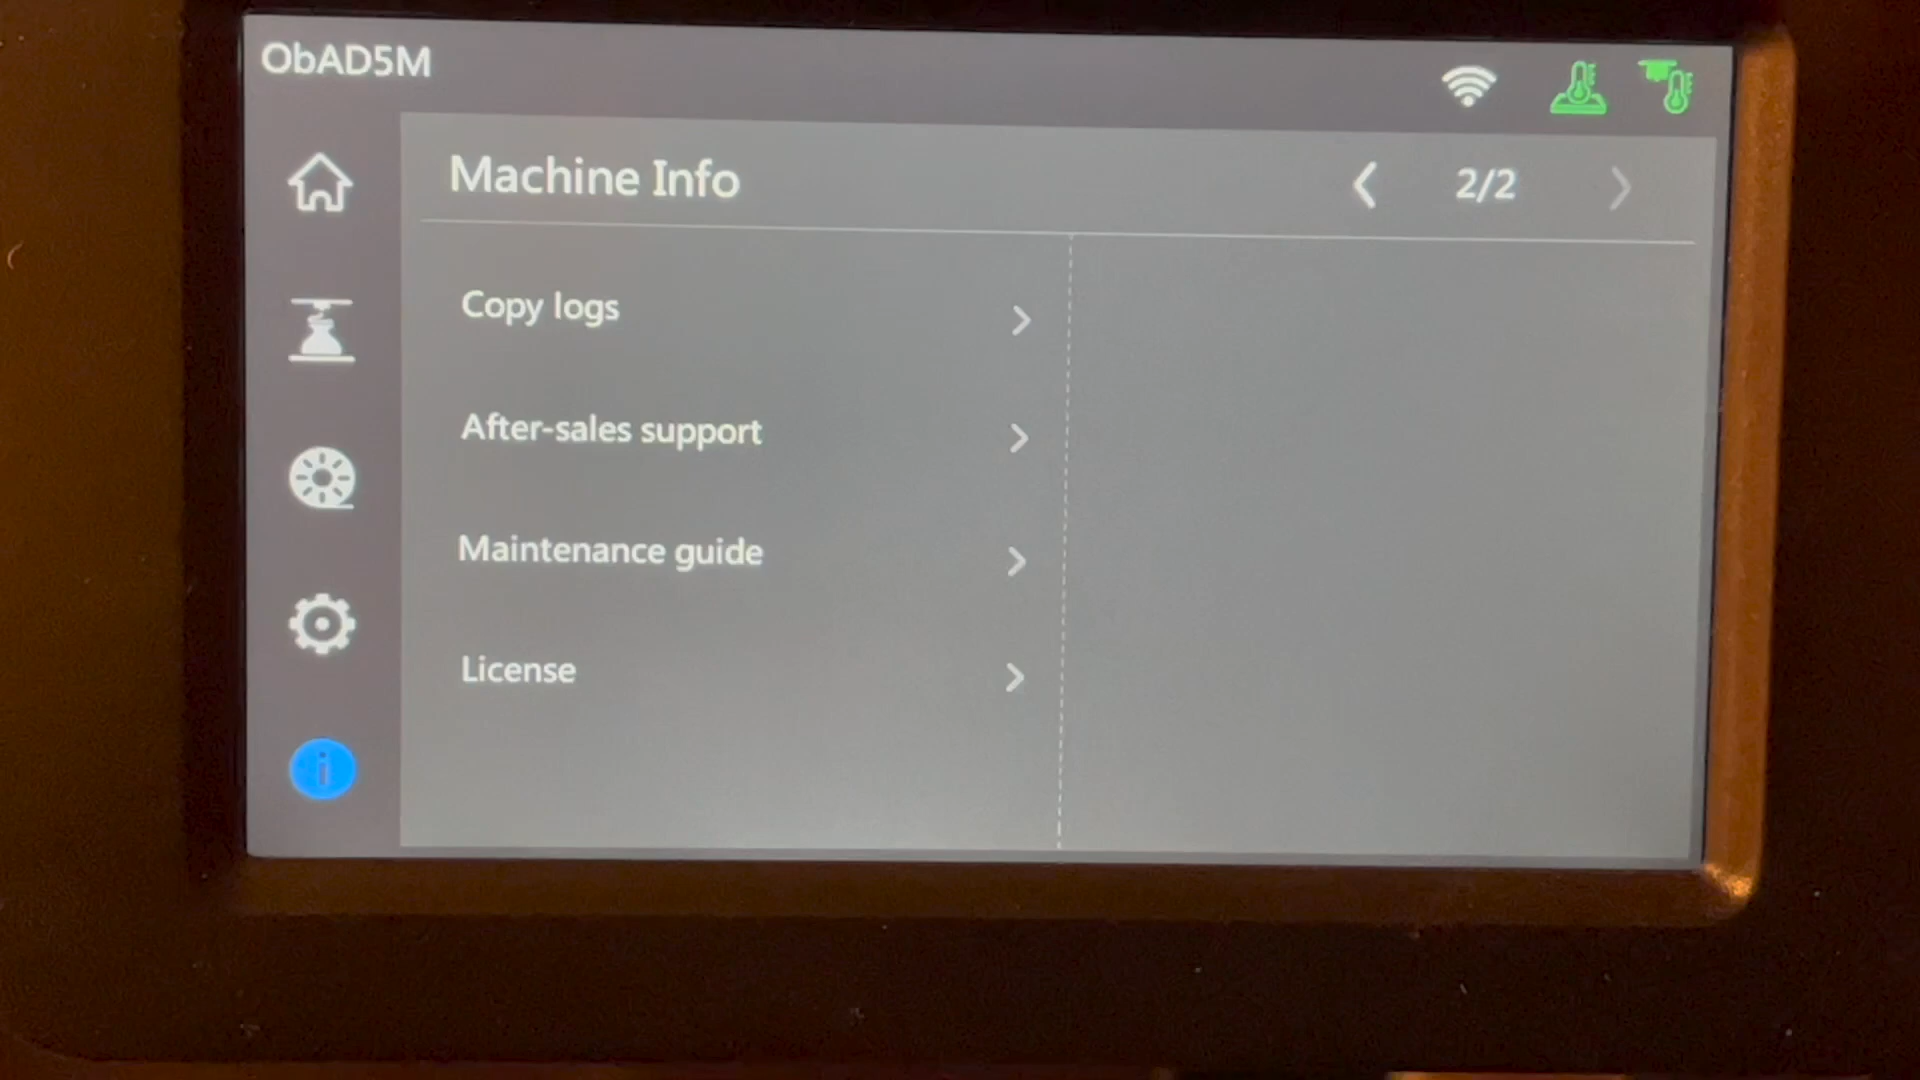 ObAD5M
Machine Info
2/2
Copy logs
After-sales support
Maintenance guide
License